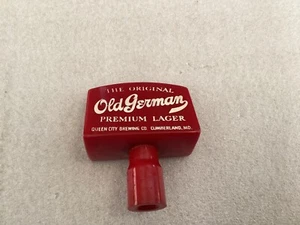 THE ORIGINAL
Old German
PREMIUM LAGER
QUEEN CITY BREWING CO. CUMBERLAND, MD.